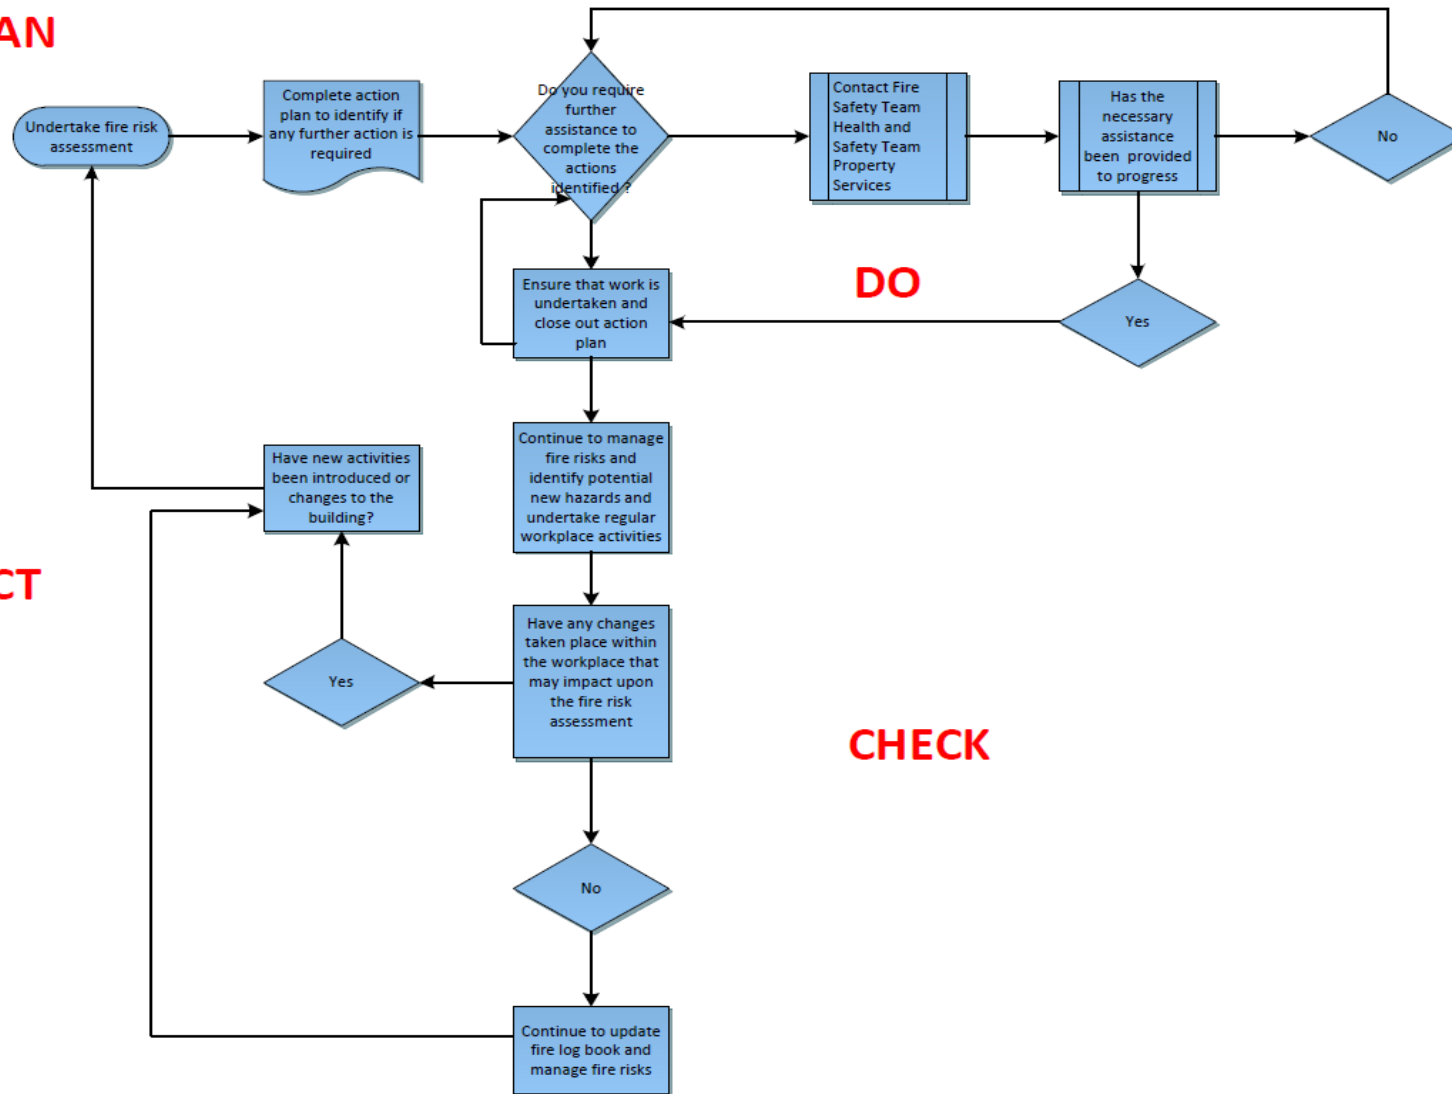 AN
Undertake fire risk
assessment
Complete action
plan to identify if
any further action is
required
Do you require
further
assistance to
complete the
actions
identified ?
Contact Fire
Safety Team
Health and
Safety Team
Property
Services
Has the
necessary
assistance
been provided
to progress
No
DO
Ensure that work is
undertaken and
close out action
plan
Yes
Continue to manage
fire risks and
identify potential
new hazards and
undertake regular
workplace activities
Have new activities
been introduced or
changes to the
building?
CT
Have any changes
taken place within
the workplace that
may impact upon
the fire risk
assessment
Yes
CHECK
No
Continue to update
fire log book and
manage fire risks